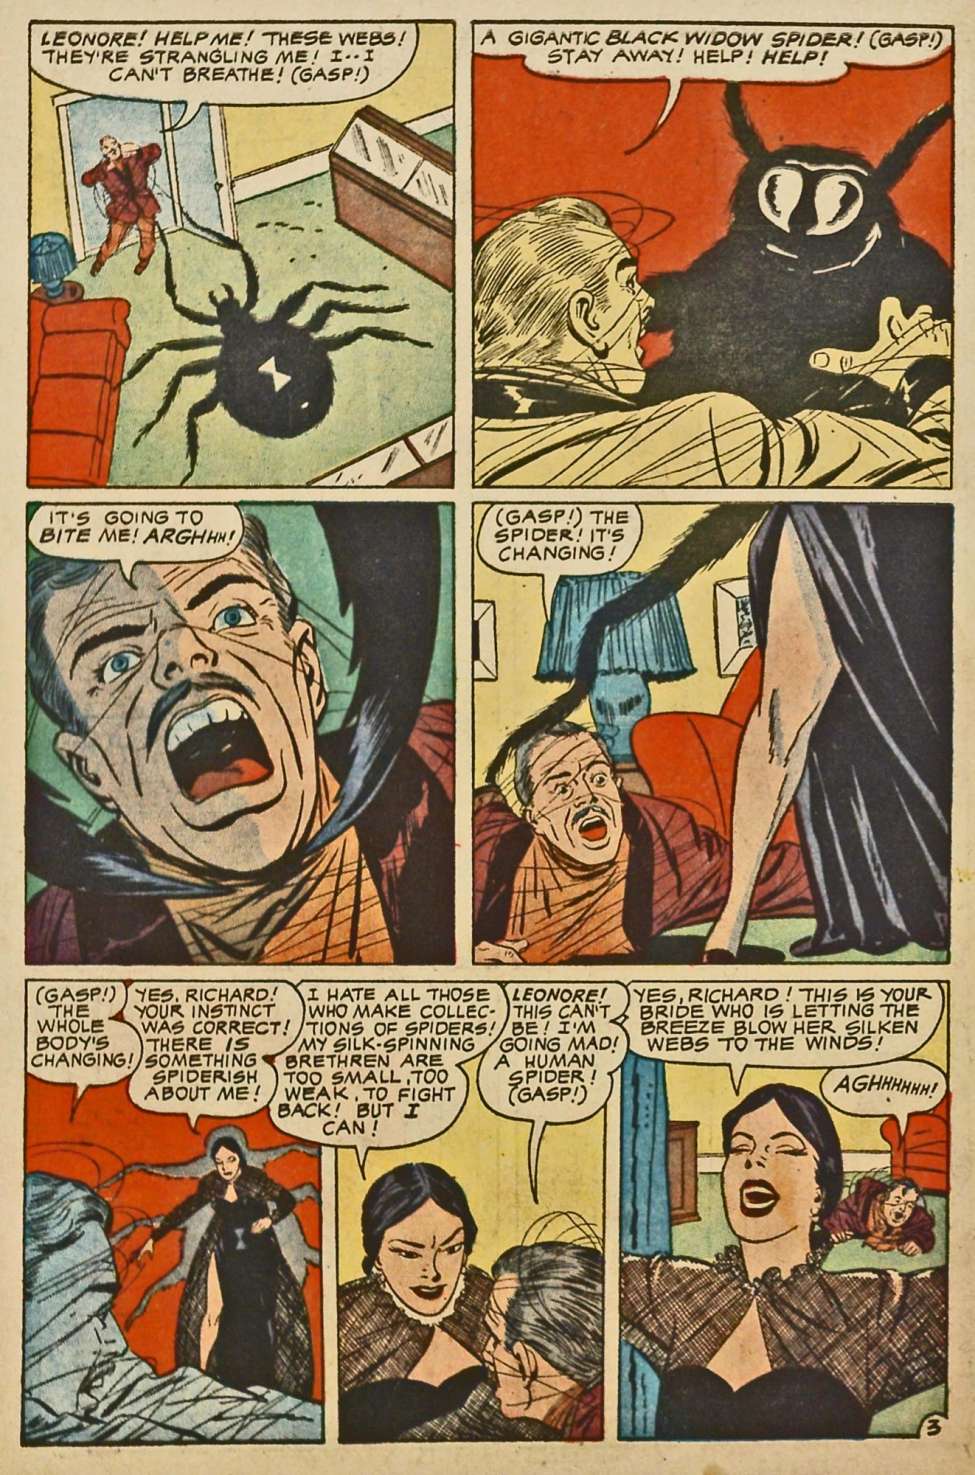 LEONORE! HELP ME! THESE WEBS!
THEY'RE STRANGLING ME! I--I
CAN'T BREATHE! (GASP!)
A GIGANTIC BLACK WIDOW SPIDER! (GASP!)
STAY AWAY! HELP! HELP!
IT'S GOING TO
BITE ME! ARGHHH!
(GASP!) THE
SPIDER! IT'S
CHANGING!
(GASP!)
THE
WHOLE
BODY'S
CHANGING!
YES, RICHARD!
YOUR INSTINCT
WAS CORRECT!
THERE IS
SOMETHING
SPIDERISH
ABOUT ME!
I HATE ALL THOSE
WHO MAKE COLLEC-
TIONS OF SPIDERS!
MY SILK-SPINNING
BRETHREN ARE
TOO SMALL, TOO
WEAK, TO FIGHT
BACK! BUT I
CAN!
LEONORE!
THIS CAN'T
BE! I'M
GOING MAD!
A HUMAN
SPIDER!
(GASP!)
YES, RICHARD! THIS IS YOUR
BRIDE WHO IS LETTING THE
BREEZE BLOW HER SILKEN
WEBS TO THE WINDS!
AGHHHHHH!
3